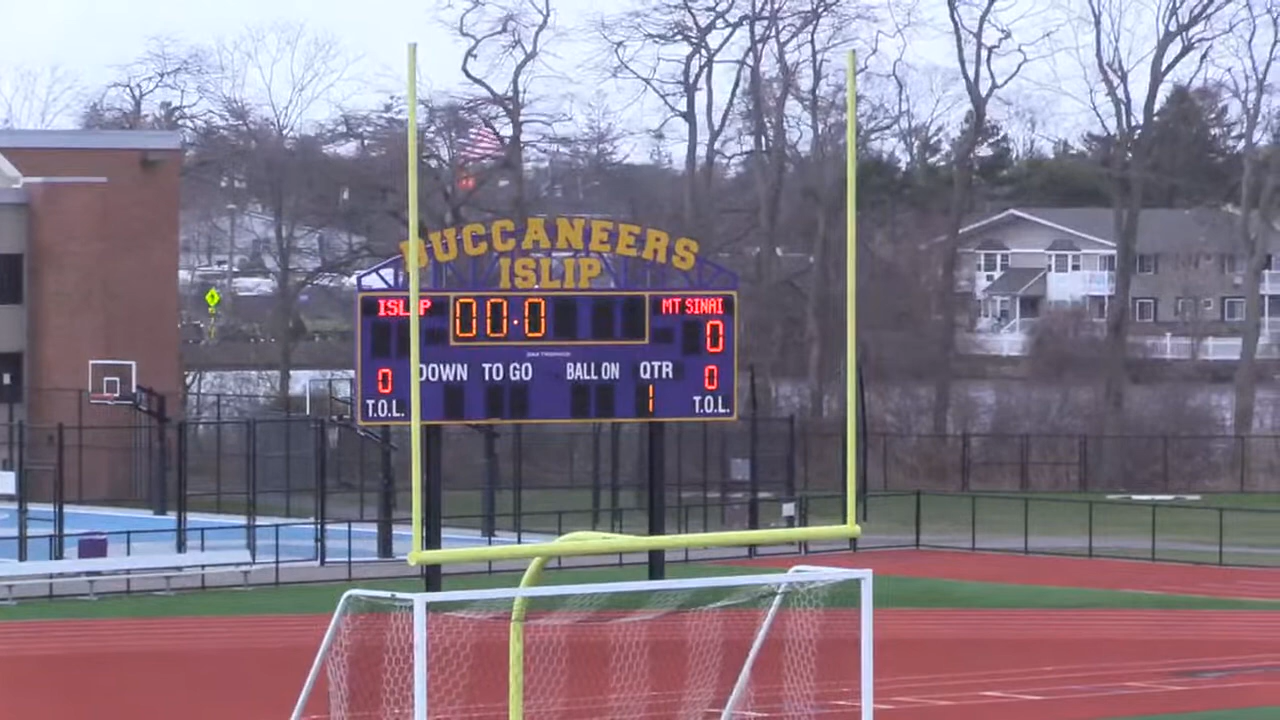 BUCCANEERS
ISLIP
ISLIP 00.0 MT SINAI
0
DOWN TO GO BALL ON QTR
0 1 0
T.O.L. T.O.L.